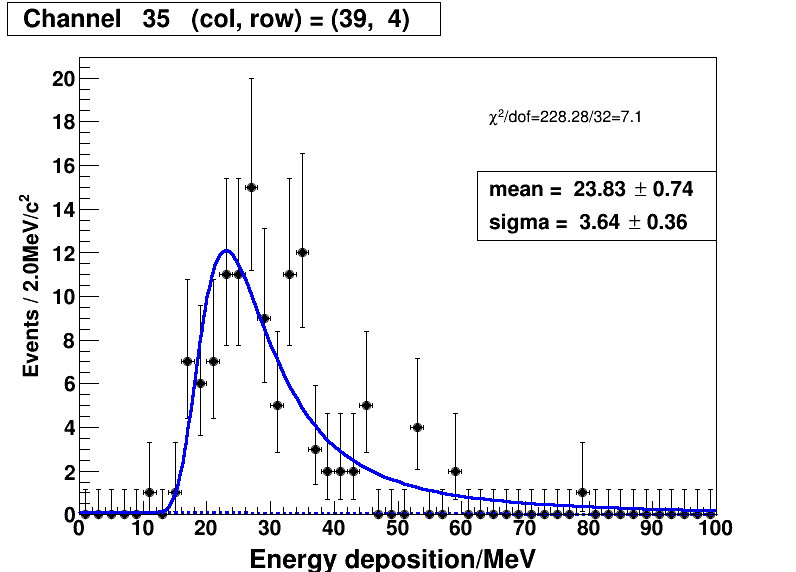 Channel 35 (col, row) = (39, 4)
20
18
16
14
12
10
8
6
4
2
0
Events / 2.0MeV/c²
χ²/dof=228.28/32=7.1
mean = 23.83 ± 0.74
sigma = 3.64 ± 0.36
0 10 20 30 40 50 60 70 80 90 100
Energy deposition/MeV